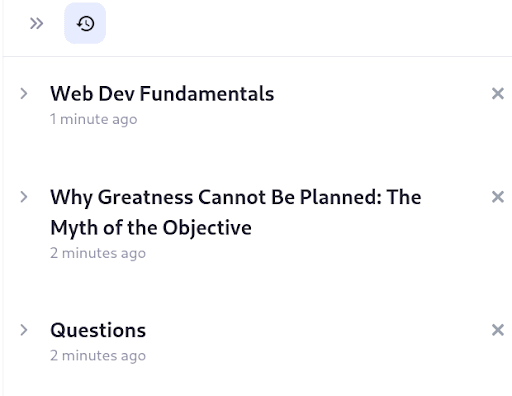 Web Dev Fundamentals
1 minute ago
Why Greatness Cannot Be Planned: The
Myth of the Objective
2 minutes ago
Questions
2 minutes ago